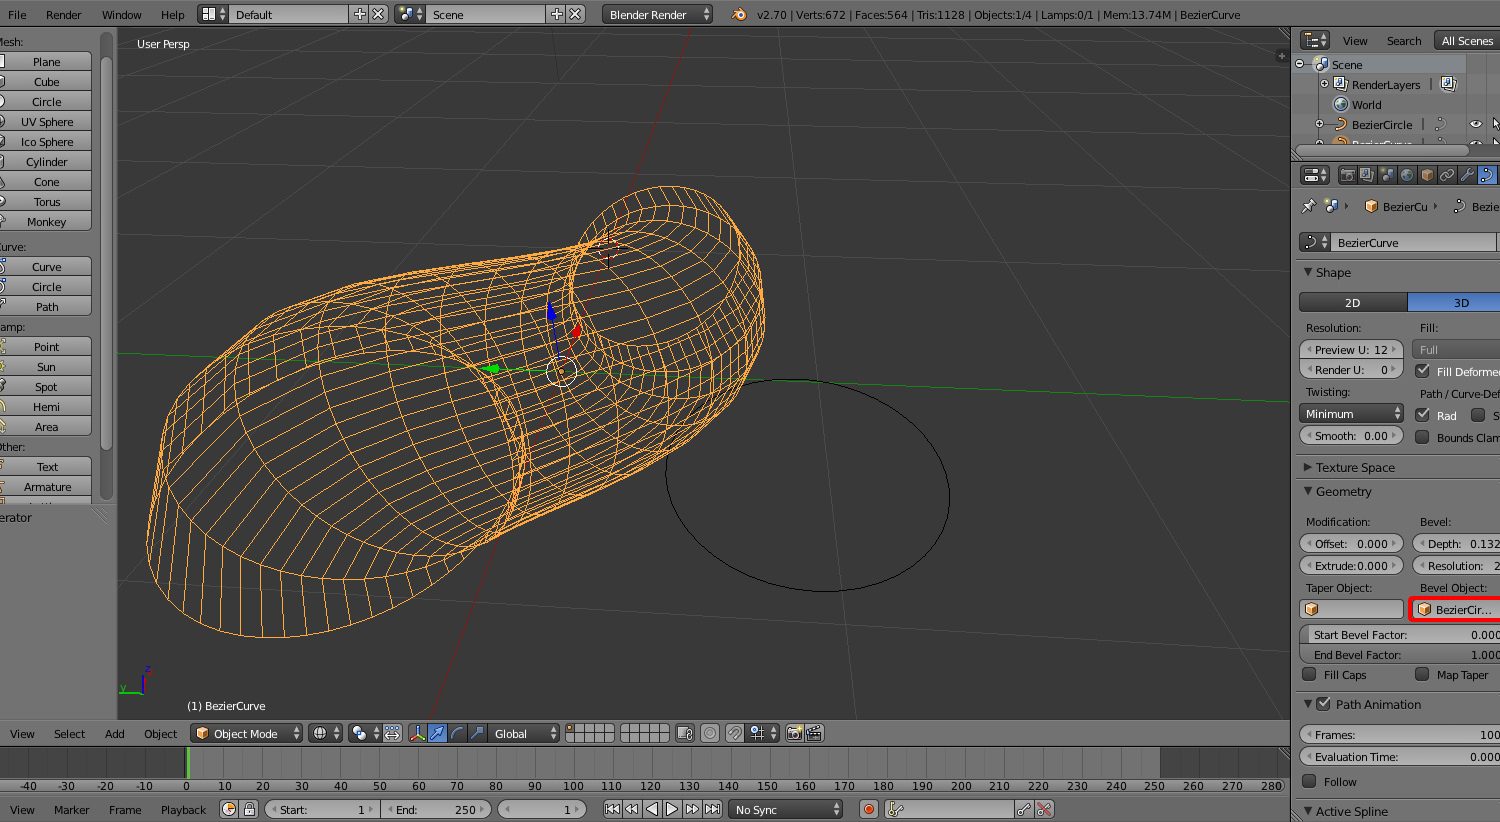 File Render Window Help Default Scene Blender Render v2.70 | Verts:672 | Faces:564 | Tris:1128 | Objects:1/4 | Lamps:0/1 | Mem:13.74M | BezierCurve
User Persp
Mesh:
Plane
Cube
Circle
UV Sphere
Ico Sphere
Cylinder
Cone
Torus
Monkey
Curve:
Curve
Circle
Path
amp:
Point
Sun
Spot
Hemi
Area
Other:
Text
Armature
erator
z
y
(1) BezierCurve
View Search All Scenes
Scene
RenderLayers
World
BezierCircle
BezierCurve
BezierCu Bezie
BezierCurve
Shape
2D 3D
Resolution: Fill:
Preview U: 12 Full
Render U: 0 Fill Deforme
Twisting: Path / Curve-Def
Minimum Rad S
Smooth: 0.00 Bounds Clam
Texture Space
Geometry
Modification: Bevel:
Offset: 0.000 Depth: 0.132
Extrude:0.000 Resolution: 2
Taper Object: Bevel Object:
BezierCir...
Start Bevel Factor: 0.000
End Bevel Factor: 1.000
Fill Caps Map Taper
Path Animation
Frames: 100
Evaluation Time: 0.000
Follow
Active Spline
View Select Add Object Object Mode Global
-40 -30 -20 -10 0 10 20 30 40 50 60 70 80 90 100 110 120 130 140 150 160 170 180 190 200 210 220 230 240 250 260 270 280
View Marker Frame Playback Start: 1 End: 250 1 No Sync